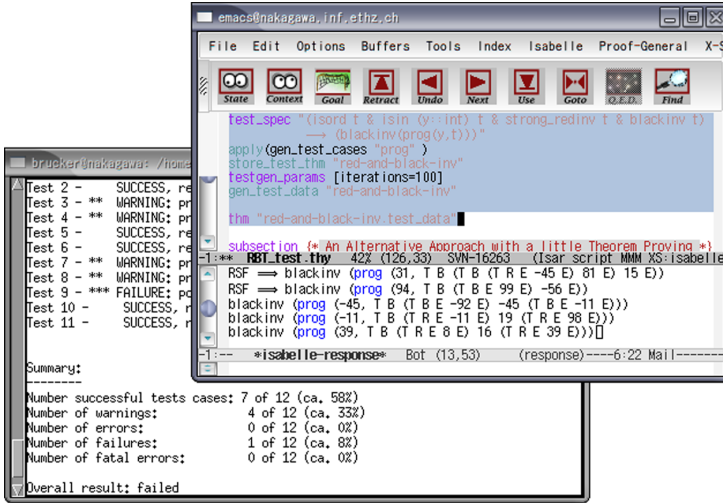 emacs@nakagawa.inf.ethz.ch
File Edit Options Buffers Tools Index Isabelle Proof-General X-S
State Context Goal Retract Undo Next Use Goto Q.E.D. Find
test_spec "(isord t & isin (y::int) t & strong_redinv t & blackinv t)
⟶ (blackinv(prog(y,t)))"
apply(gen_test_cases "prog" )
store_test_thm "red-and-black-inv"
testgen_params [iterations=100]
gen_test_data "red-and-black-inv"
thm "red-and-black-inv.test_data"
subsection {* An Alternative Approach with a little Theorem Proving *}
-1:** RBT_test.thy 42% (126,33) SVN-16263 (Isar script MMM XS:isabelle
RSF ⟹ blackinv (prog (31, T B (T B (T R E -45 E) 81 E) 15 E))
RSF ⟹ blackinv (prog (94, T B (T B E 99 E) -56 E))
blackinv (prog (-45, T B (T B E -92 E) -45 (T B E -11 E)))
blackinv (prog (-11, T B (T R E -11 E) 19 (T R E 98 E)))
blackinv (prog (39, T B (T R E 8 E) 16 (T R E 39 E)))
-1:-- *isabelle-response* Bot (13,53) (response)----6:22 Mail-------
brucker@nakagawa: /home
Test 2 - SUCCESS, re
Test 3 - ** WARNING: pr
Test 4 - ** WARNING: pr
Test 5 - SUCCESS, re
Test 6 - SUCCESS, re
Test 7 - ** WARNING: pr
Test 8 - ** WARNING: pr
Test 9 - *** FAILURE: po
Test 10 - SUCCESS, r
Test 11 - SUCCESS, r
Summary:
--------
Number successful tests cases: 7 of 12 (ca. 58%)
Number of warnings: 4 of 12 (ca. 33%)
Number of errors: 0 of 12 (ca. 0%)
Number of failures: 1 of 12 (ca. 8%)
Number of fatal errors: 0 of 12 (ca. 0%)
Overall result: failed